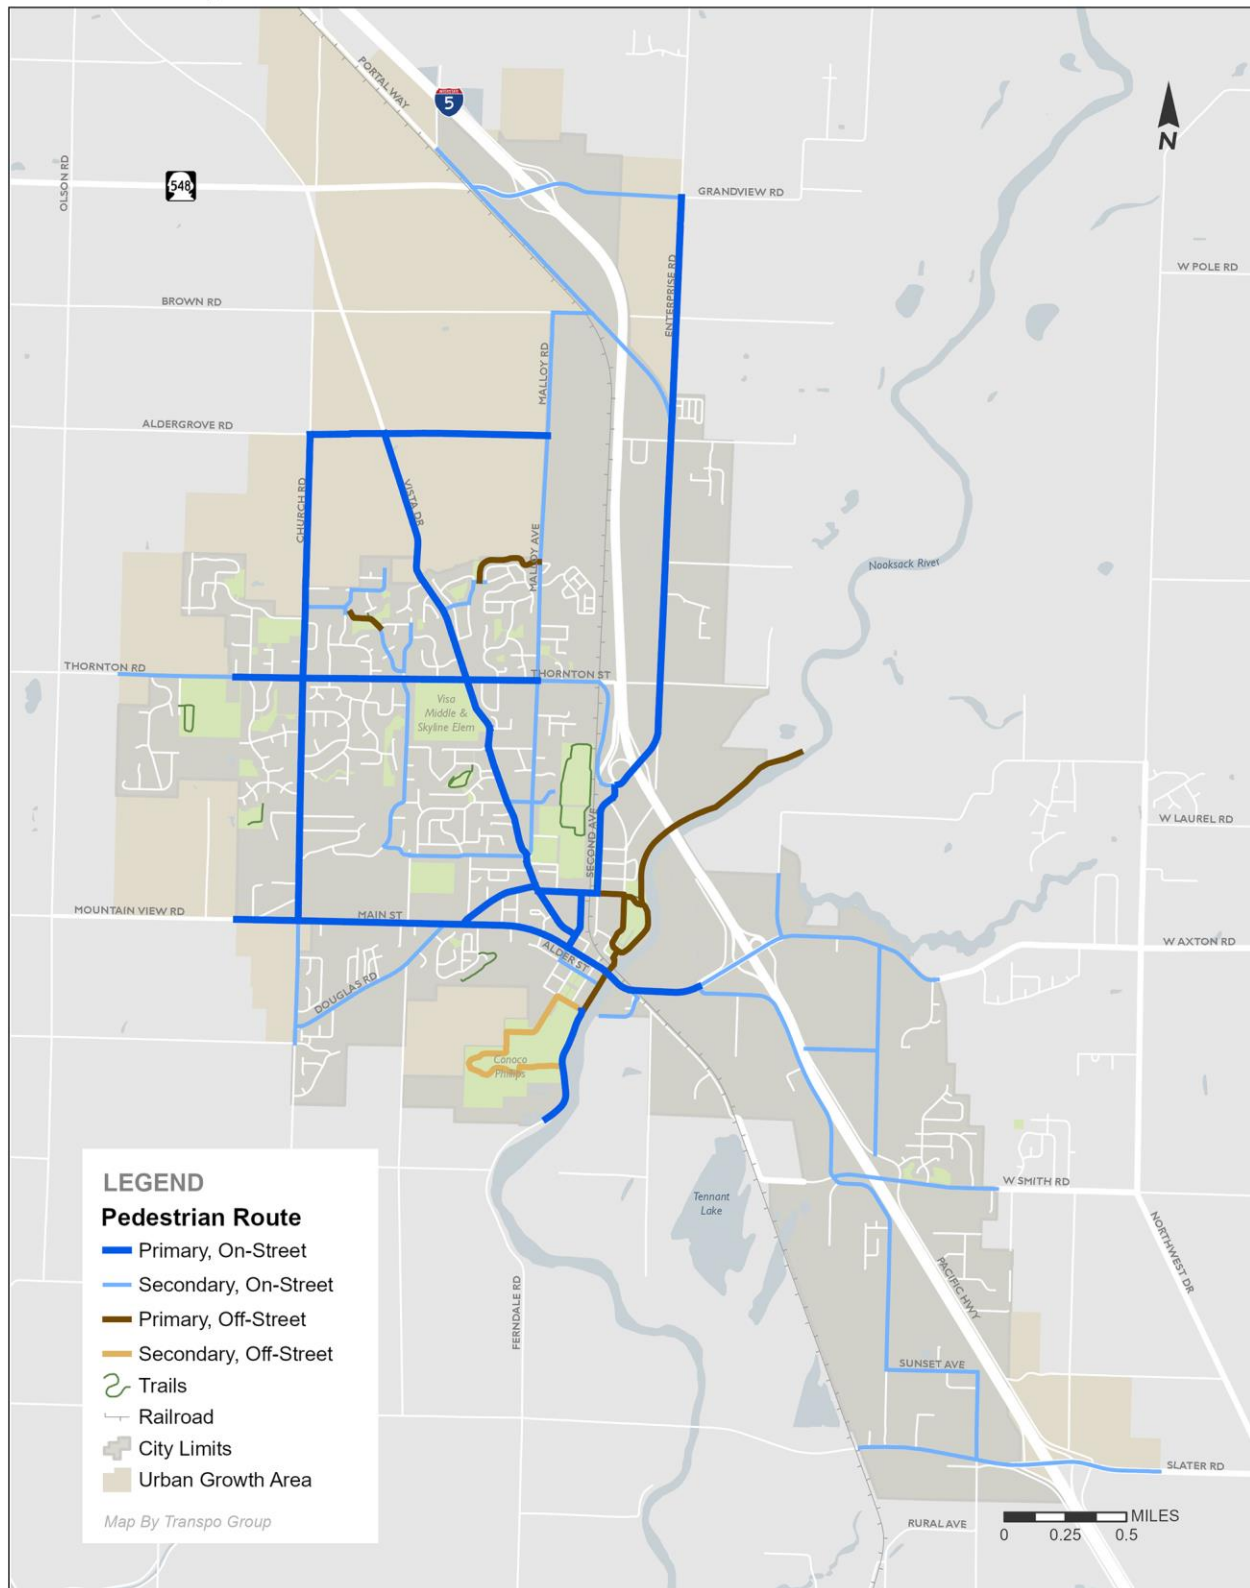 PORTAL WAY
INTERSTATE
5
N
OLSON RD
548
GRANDVIEW RD
ENTERPRISE RD
W POLE RD
BROWN RD
MALLOY RD
ALDERGROVE RD
CHURCH RD
VISTA DR
MALLOY AVE
Nooksack River
THORNTON RD
THORNTON ST
Visa
Middle &
Skyline Elem
SECOND AVE
W LAUREL RD
MOUNTAIN VIEW RD
MAIN ST
W AXTON RD
ALDER ST
DOUGLAS RD
Conoco
Phillips
Tennant
Lake
W SMITH RD
NORTHWEST DR
PACIFIC HWY
FERNDALE RD
SUNSET AVE
SLATER RD
RURAL AVE
LEGEND
Pedestrian Route
Primary, On-Street
Secondary, On-Street
Primary, Off-Street
Secondary, Off-Street
Trails
Railroad
City Limits
Urban Growth Area
Map By Transpo Group
MILES
0 0.25 0.5